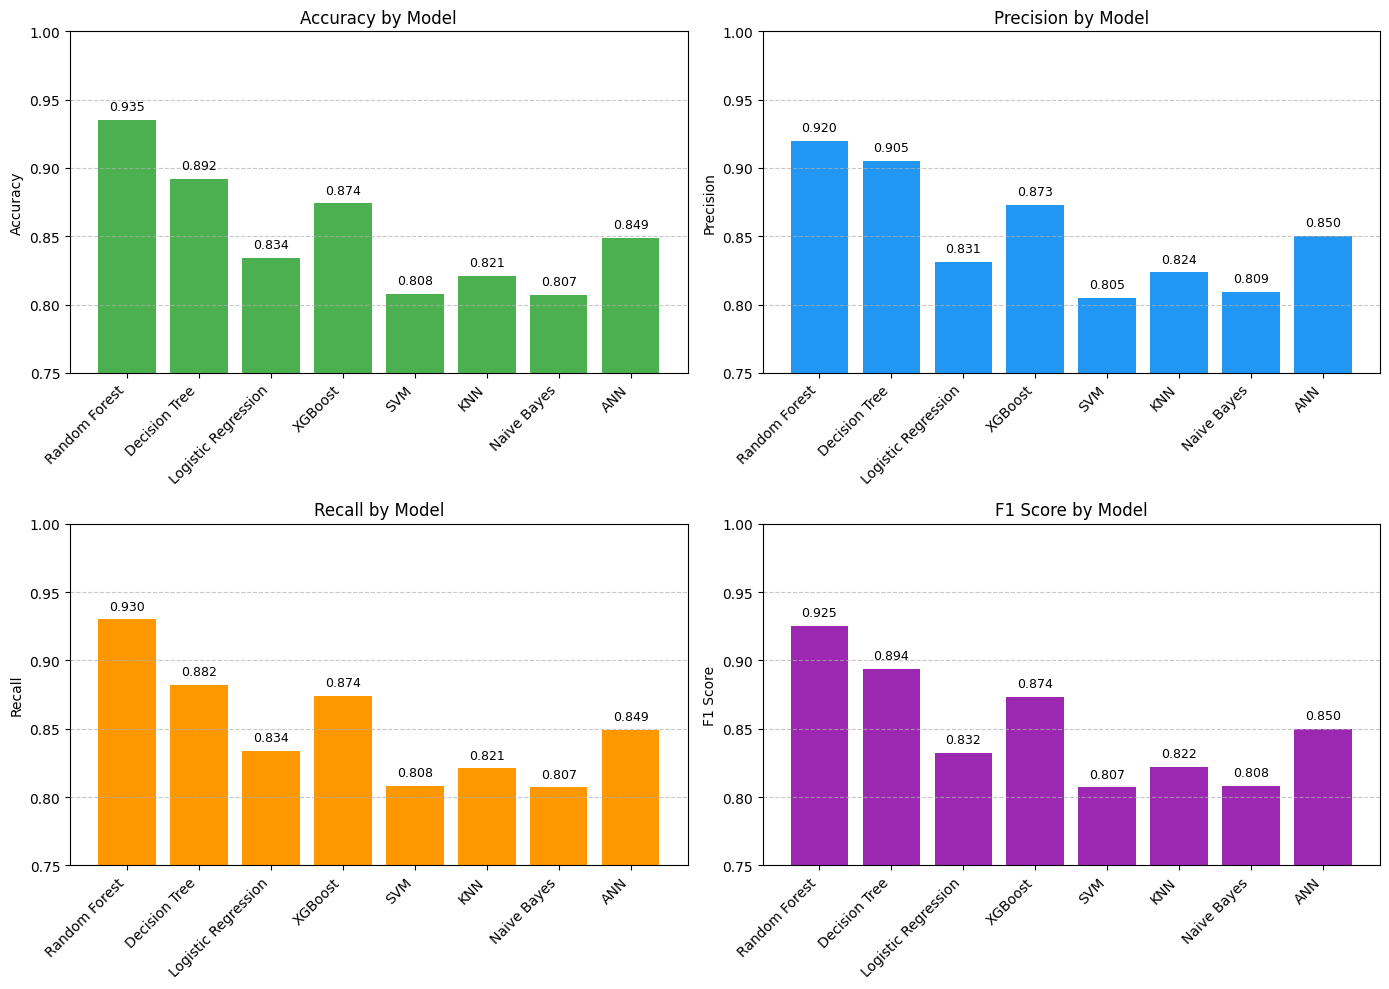 Accuracy by Model
Accuracy
1.00
0.95
0.90
0.85
0.80
0.75
0.935
0.892
0.834
0.874
0.808
0.821
0.807
0.849
Random Forest
Decision Tree
Logistic Regression
XGBoost
SVM
KNN
Naive Bayes
ANN
Precision by Model
Precision
1.00
0.95
0.90
0.85
0.80
0.75
0.920
0.905
0.831
0.873
0.805
0.824
0.809
0.850
Random Forest
Decision Tree
Logistic Regression
XGBoost
SVM
KNN
Naive Bayes
ANN
Recall by Model
Recall
1.00
0.95
0.90
0.85
0.80
0.75
0.930
0.882
0.834
0.874
0.808
0.821
0.807
0.849
Random Forest
Decision Tree
Logistic Regression
XGBoost
SVM
KNN
Naive Bayes
ANN
F1 Score by Model
F1 Score
1.00
0.95
0.90
0.85
0.80
0.75
0.925
0.894
0.832
0.874
0.807
0.822
0.808
0.850
Random Forest
Decision Tree
Logistic Regression
XGBoost
SVM
KNN
Naive Bayes
ANN